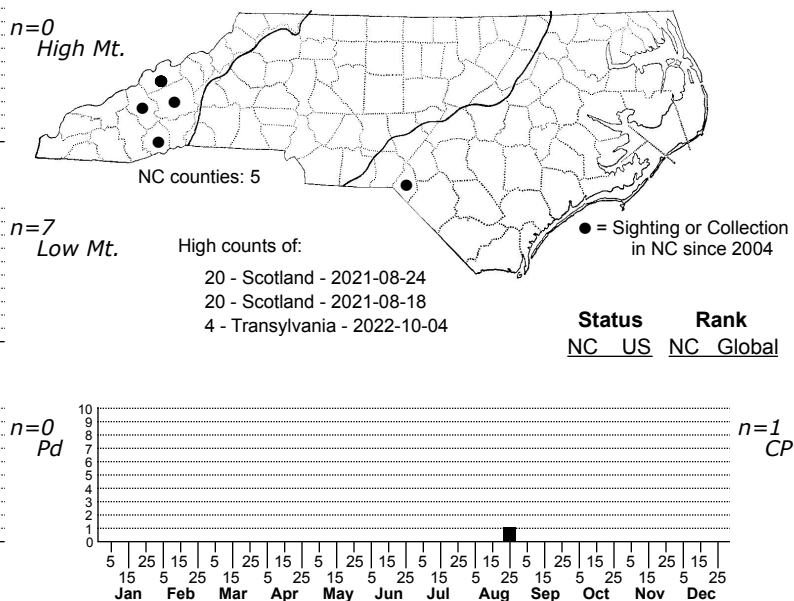 n=0
High Mt.
NC counties: 5
n=7
Low Mt.
High counts of:
20 - Scotland - 2021-08-24
20 - Scotland - 2021-08-18
4 - Transylvania - 2022-10-04
● = Sighting or Collection
in NC since 2004
Status Rank
NC US NC Global
n=0
Pd
n=1
CP
10
9
8
7
6
5
4
3
2
1
0
5 25 15 5 25 15 5 25 15 5 25 15 5 25 15 5 25 15
15 5 25 15 5 25 15 5 25 15 5 25 15 5 25 15 5 25
Jan Feb Mar Apr May Jun Jul Aug Sep Oct Nov Dec